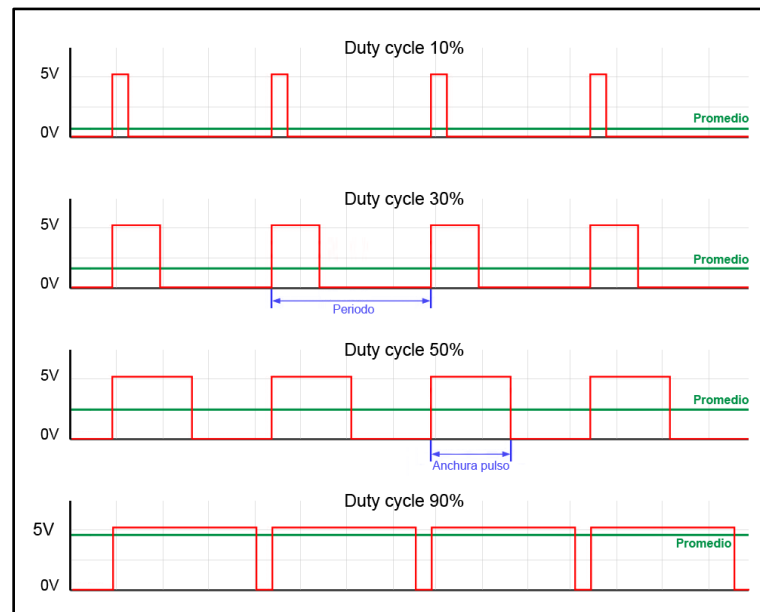 Duty cycle 10%
5V
Promedio
0V
Duty cycle 30%
5V
Promedio
0V
Periodo
Duty cycle 50%
5V
Promedio
0V
Anchura pulso
Duty cycle 90%
5V
Promedio
0V